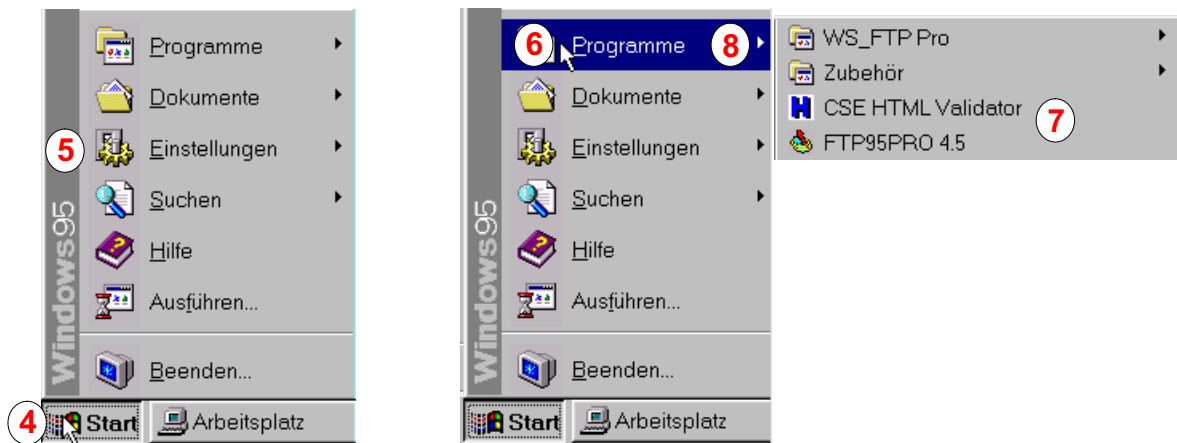 Programme
Dokumente
5
Einstellungen
Suchen
Hilfe
Ausführen...
Beenden...
Windows95
4
Start
Arbeitsplatz
6
Programme
8
Dokumente
Einstellungen
Suchen
Hilfe
Ausführen...
Beenden...
Windows95
Start
Arbeitsplatz
WS_FTP Pro
Zubehör
CSE HTML Validator
7
FTP95PRO 4.5